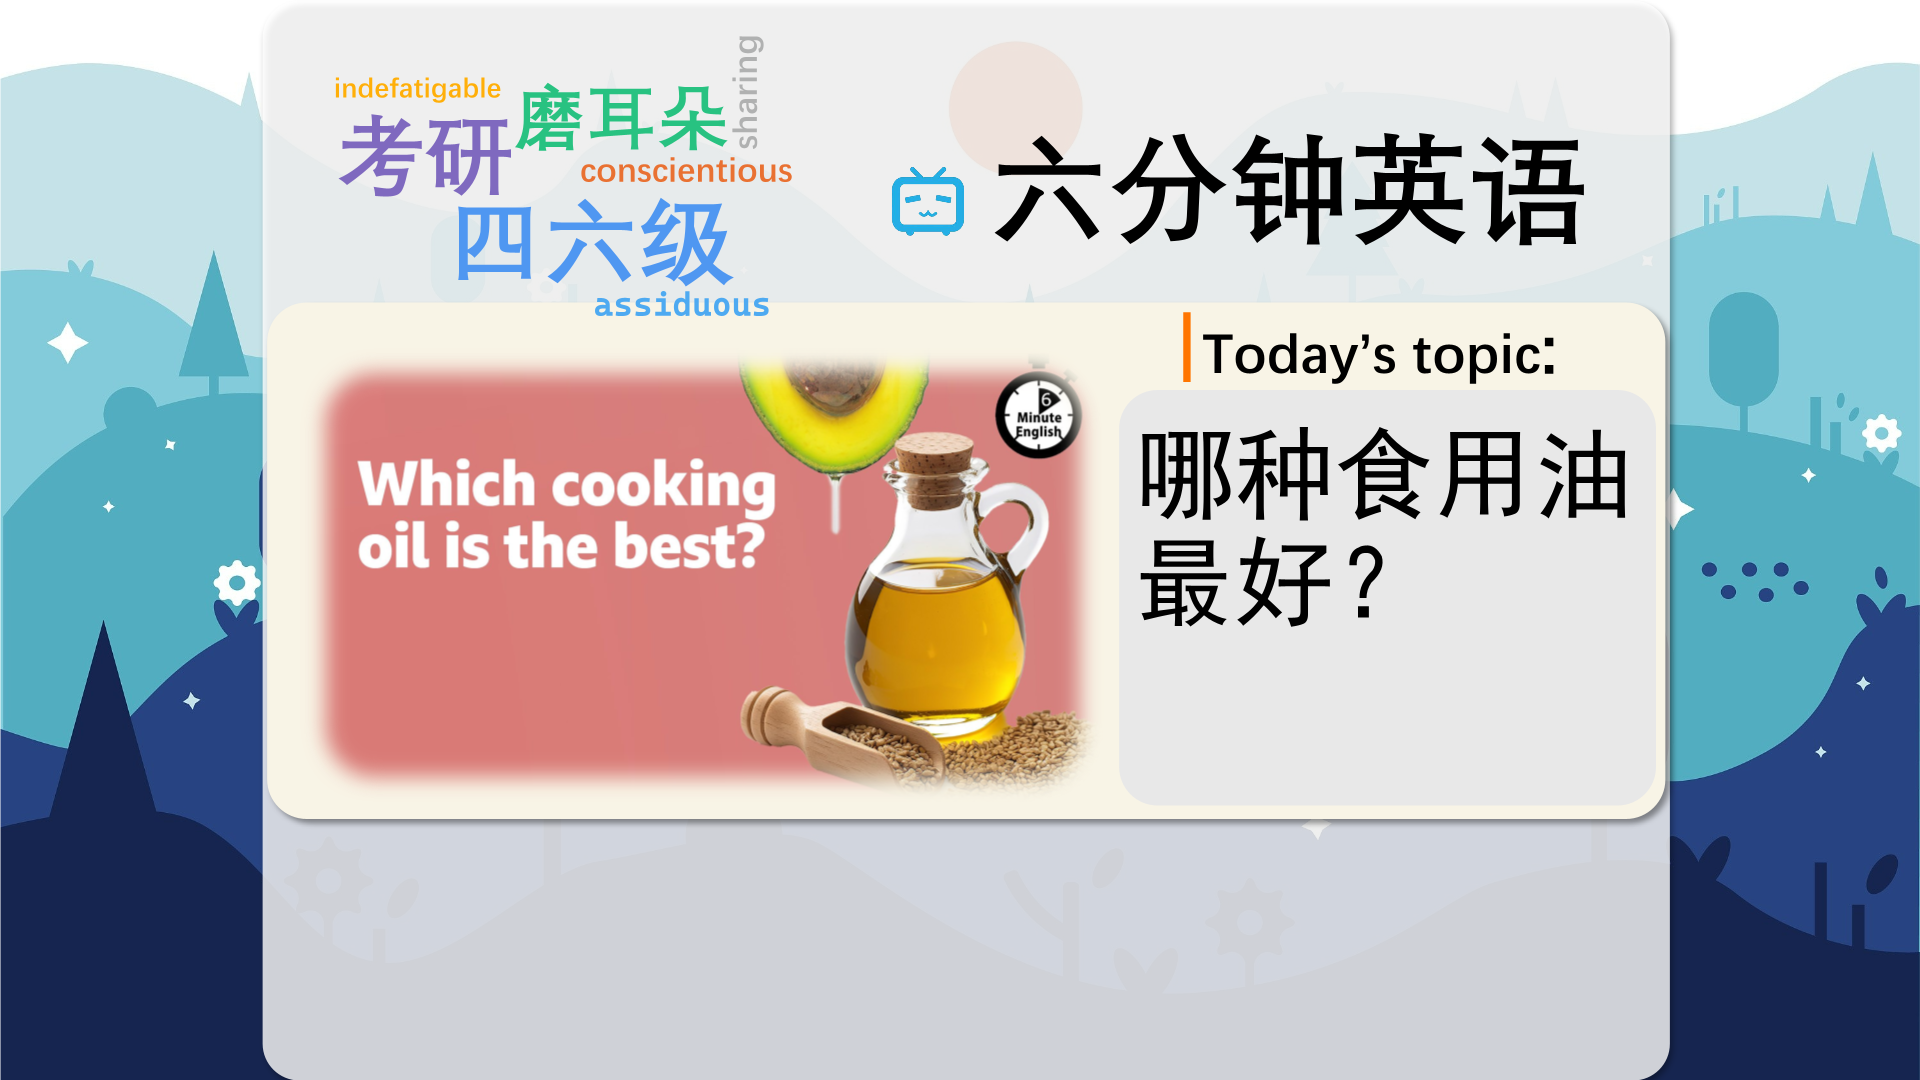 indefatigable
考研
磨耳朵
sharing
conscientious
四六级
assiduous
六分钟英语
Which cooking
oil is the best?
6
Minute
English
Today’s topic:
哪种食用油
最好?